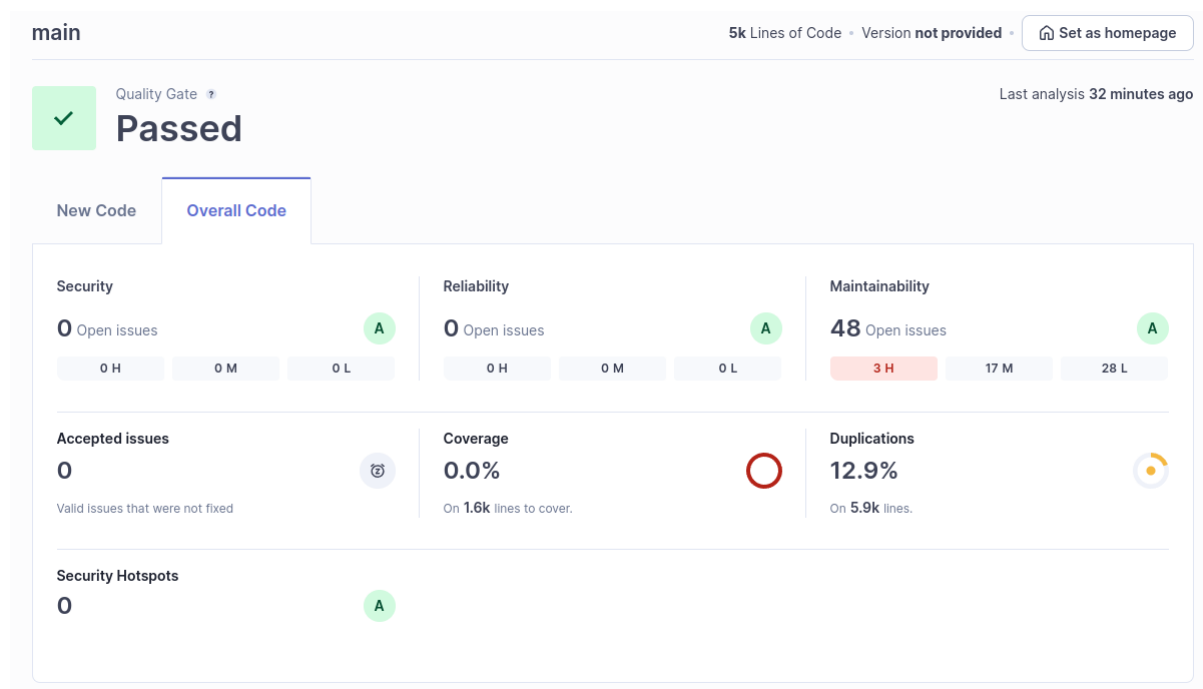 main
5k Lines of Code • Version not provided •
Set as homepage
Quality Gate ?
Last analysis 32 minutes ago
Passed
New Code
Overall Code
Security
Reliability
Maintainability
0 Open issues
A
0 Open issues
A
48 Open issues
A
0 H
0 M
0 L
0 H
0 M
0 L
3 H
17 M
28 L
Accepted issues
Coverage
Duplications
0
0.0%
12.9%
Valid issues that were not fixed
On 1.6k lines to cover.
On 5.9k lines.
Security Hotspots
0
A